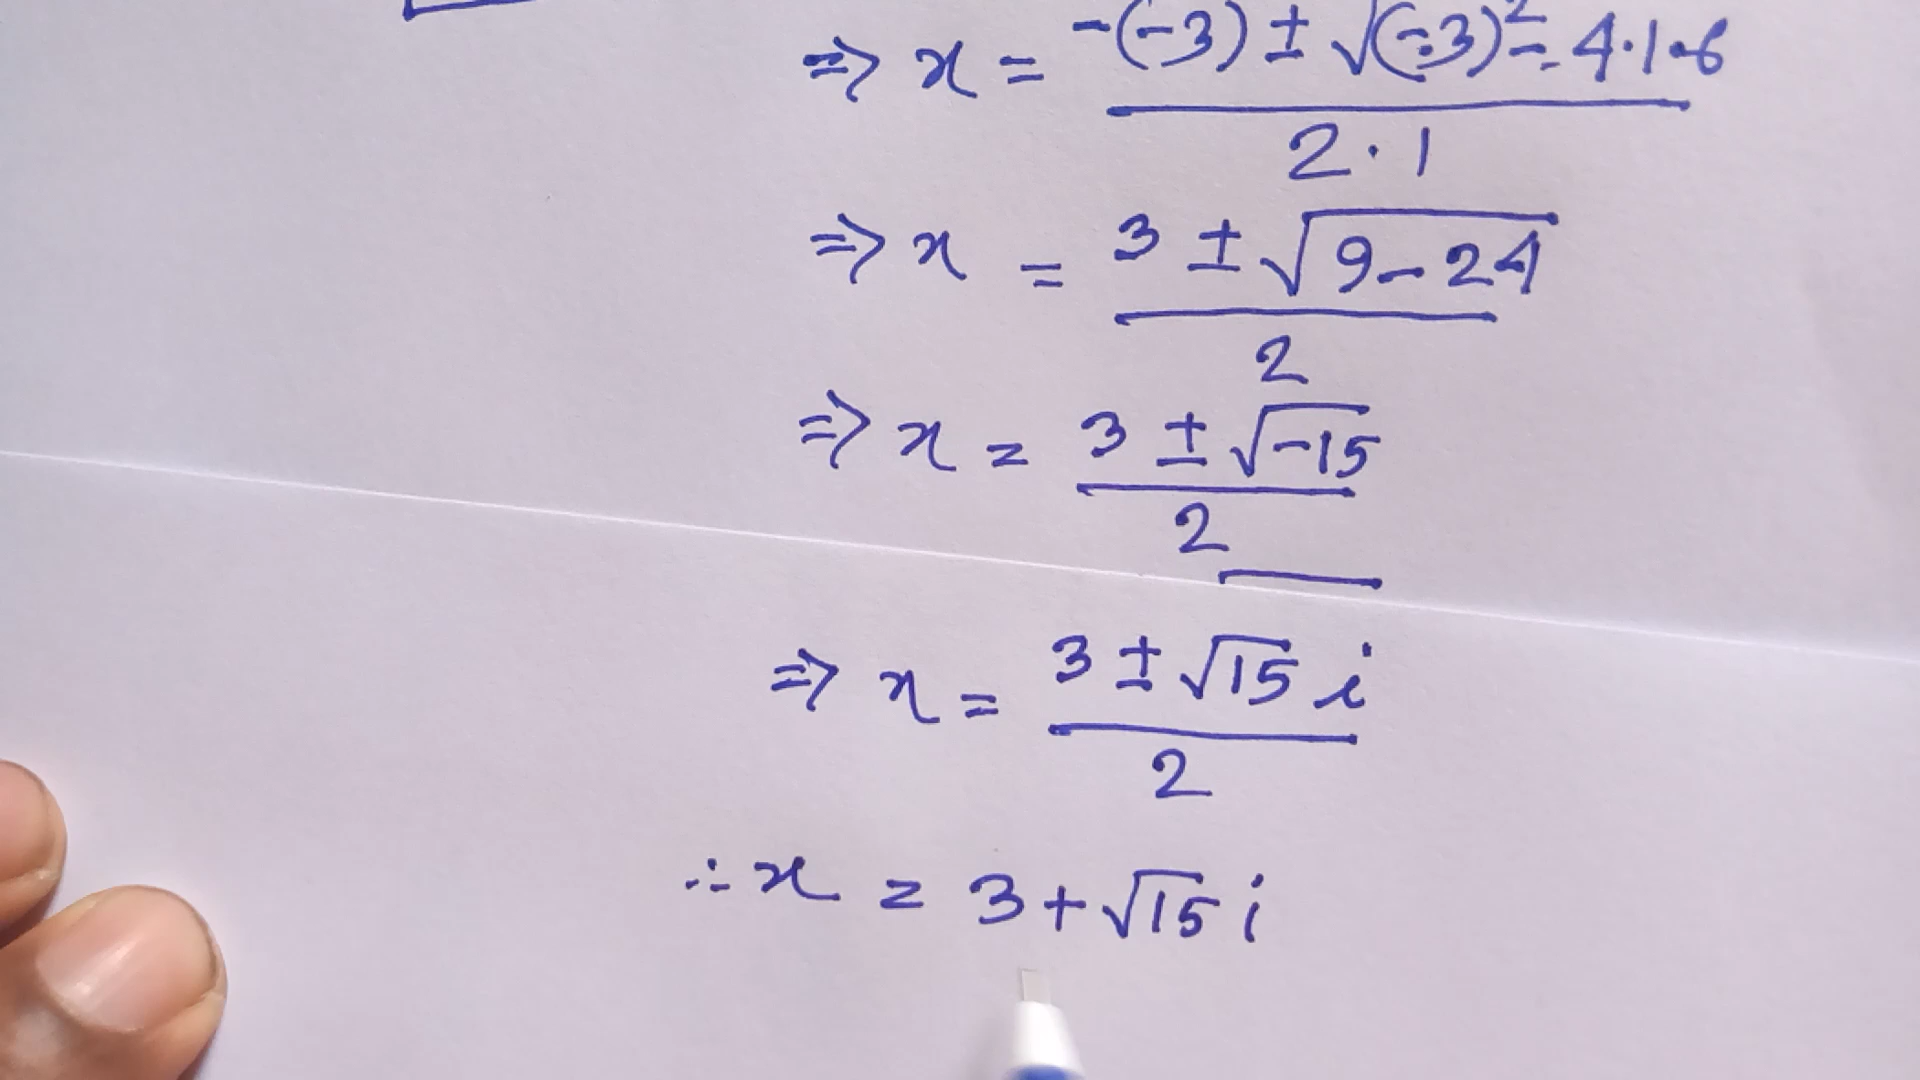 ⇒ x = -(-3) ± √(-3)² - 4·1·6 / 2·1
⇒ x = 3 ± √9-24 / 2
⇒ x = 3 ± √-15 / 2
⇒ x = 3 ± √15 i / 2
∴ x = 3 + √15 i